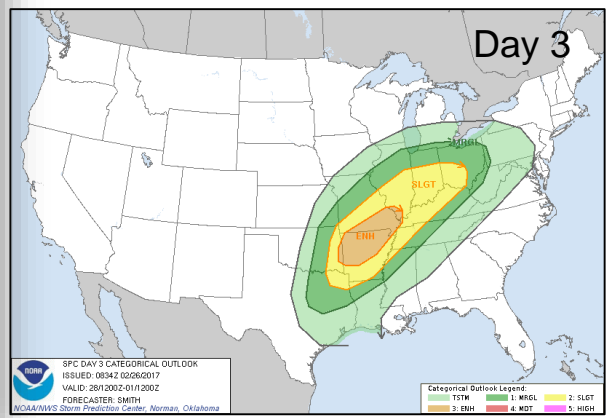 Day 3
MRGL
SLGT
ENH
NOAA
SPC DAY 3 CATEGORICAL OUTLOOK
ISSUED: 0834Z 02/26/2017
VALID: 28/1200Z-01/1200Z
FORECASTER: SMITH
NOAA/NWS Storm Prediction Center, Norman, Oklahoma
Categorical Outlook Legend:
TSTM 1: MRGL 2: SLGT
3: ENH 4: MDT 5: HIGH